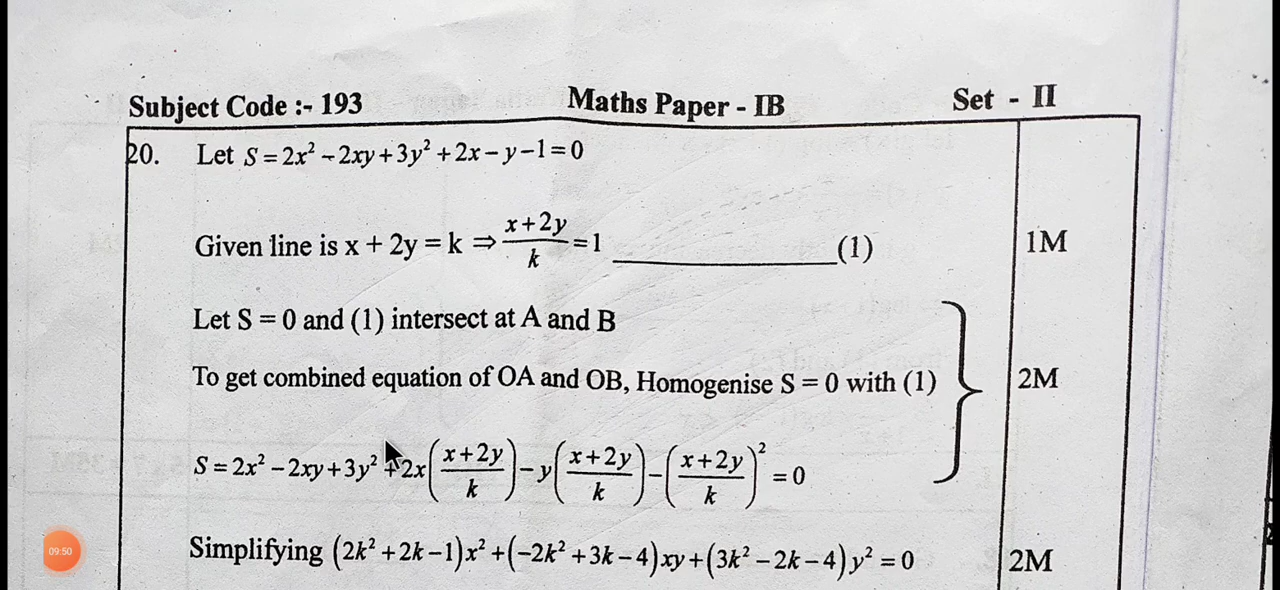 Subject Code :- 193 Maths Paper - IB Set - II
20. Let S = 2x² - 2xy + 3y² + 2x - y - 1 = 0
Given line is x + 2y = k ⇒ (x+2y)/k = 1 __________(1) 1M
Let S = 0 and (1) intersect at A and B
To get combined equation of OA and OB, Homogenise S = 0 with (1) 2M
S = 2x² - 2xy + 3y² + 2x((x+2y)/k) - y((x+2y)/k) - ((x+2y)/k)² = 0
Simplifying (2k² + 2k - 1)x² + (-2k² + 3k - 4)xy + (3k² - 2k - 4)y² = 0 2M
09:50